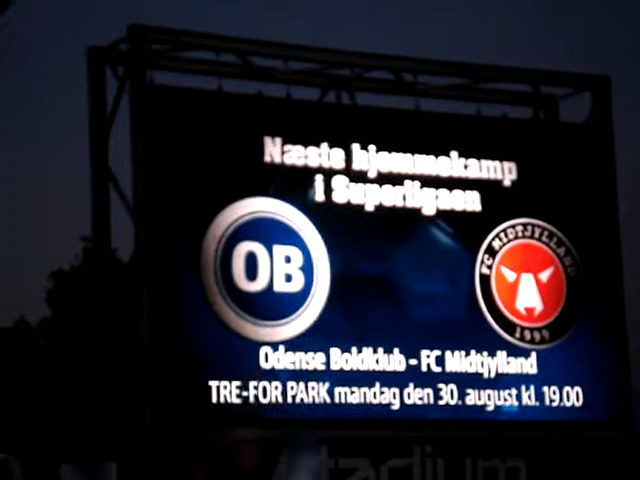 Næste hjemmekamp
i Superligaen
OB
FC MIDTJYLLAND
1999
Odense Boldklub - FC Midtjylland
TRE-FOR PARK mandag den 30. august kl. 19.00
stadium